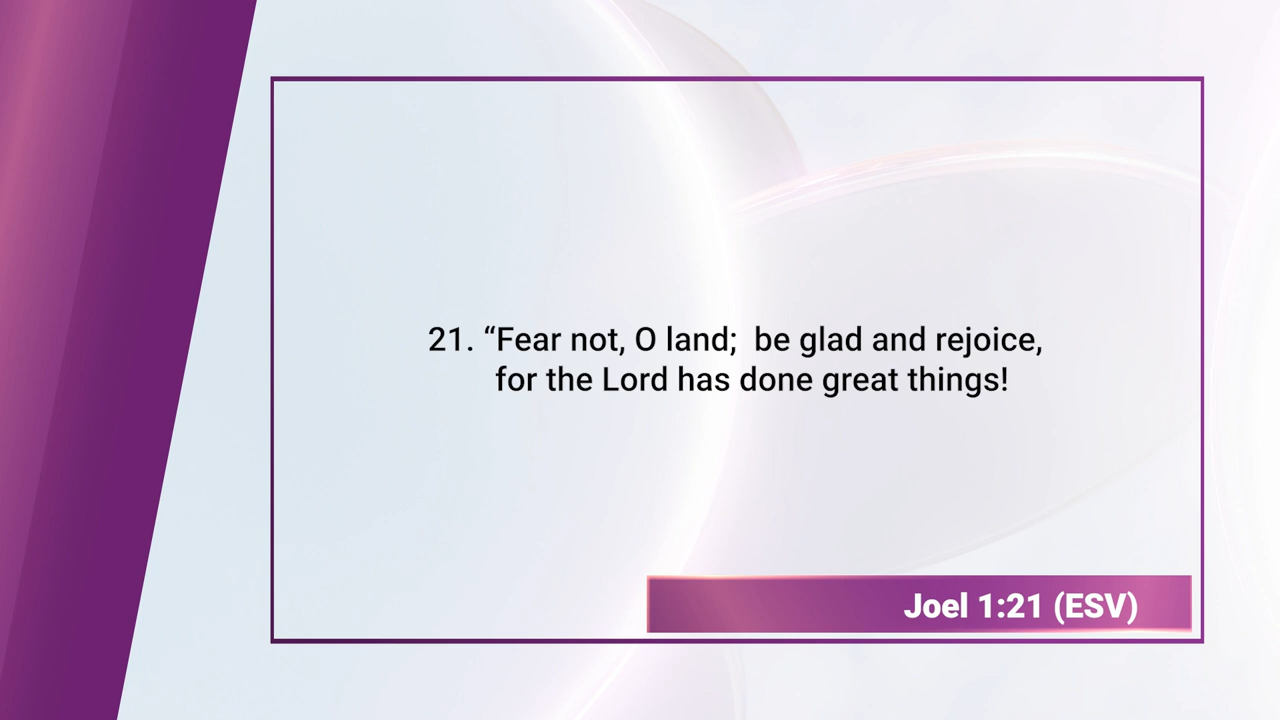 21. “Fear not, O land;  be glad and rejoice,
for the Lord has done great things!
Joel 1:21 (ESV)